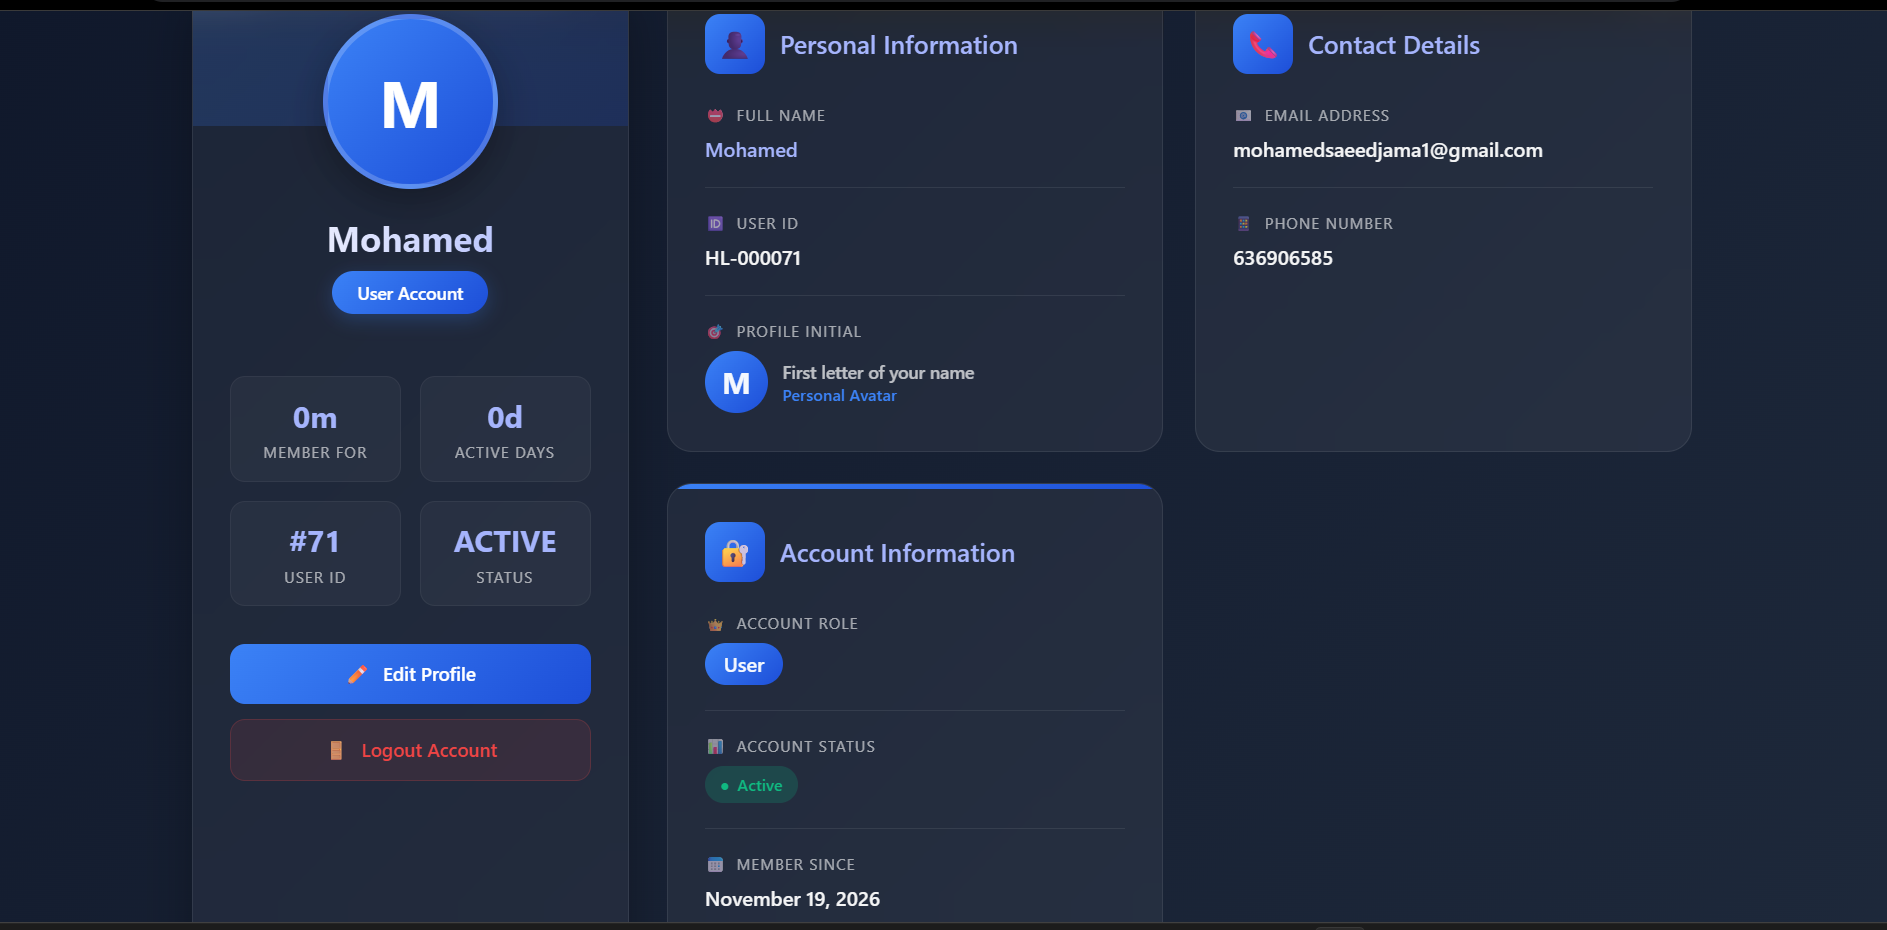 M
Mohamed
User Account
0m
MEMBER FOR
0d
ACTIVE DAYS
#71
USER ID
ACTIVE
STATUS
Edit Profile
Logout Account
Personal Information
FULL NAME
Mohamed
ID USER ID
HL-000071
PROFILE INITIAL
M
First letter of your name
Personal Avatar
Contact Details
EMAIL ADDRESS
mohamedsaeedjama1@gmail.com
PHONE NUMBER
636906585
Account Information
ACCOUNT ROLE
User
ACCOUNT STATUS
Active
MEMBER SINCE
November 19, 2026